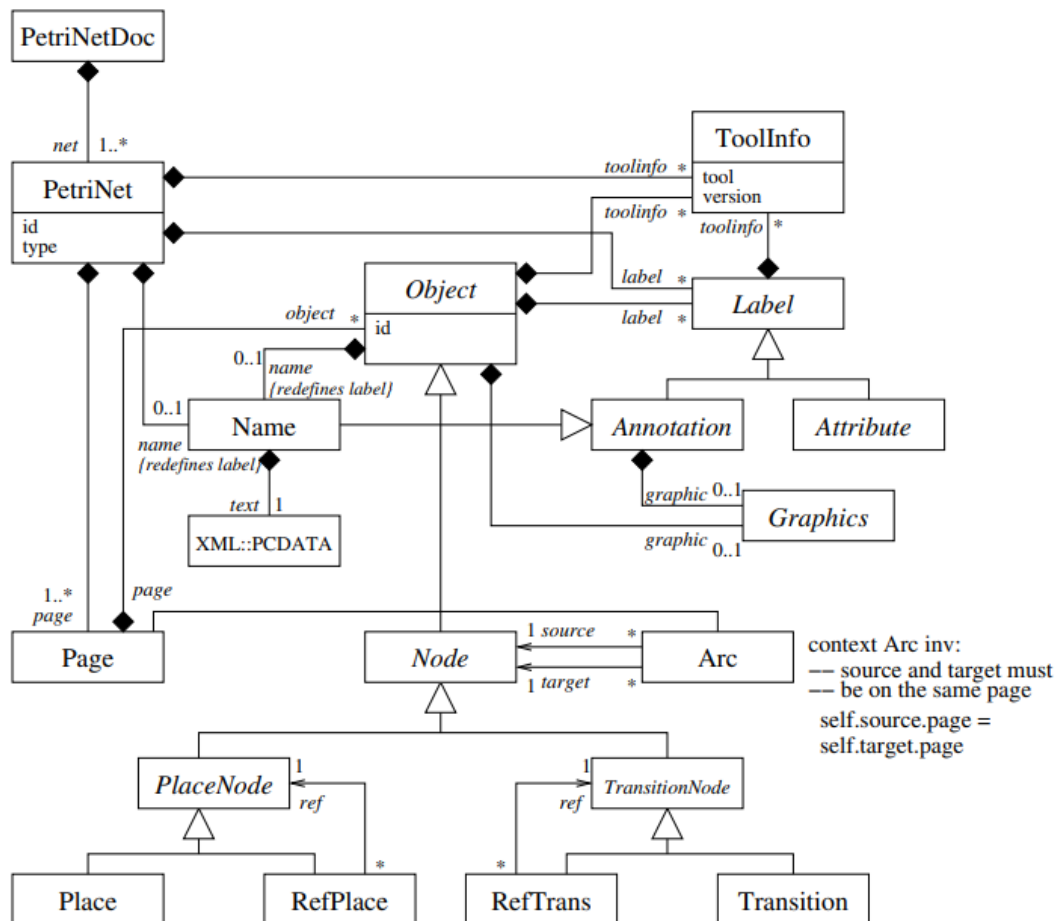 PetriNetDoc
net 1..*
PetriNet
id
type
ToolInfo
tool
version
toolinfo *
toolinfo *
toolinfo *
Object
id
label *
label *
Label
object *
0..1
name
{redefines label}
0..1
name
{redefines label}
Name
Annotation
Attribute
text 1
XML::PCDATA
graphic 0..1
Graphics
graphic 0..1
1..*
page
page
Page
Node
1 source *
1 target *
Arc
context Arc inv:
-- source and target must
-- be on the same page
self.source.page =
self.target.page
PlaceNode
1
ref
*
TransitionNode
1
ref
*
Place
RefPlace
RefTrans
Transition